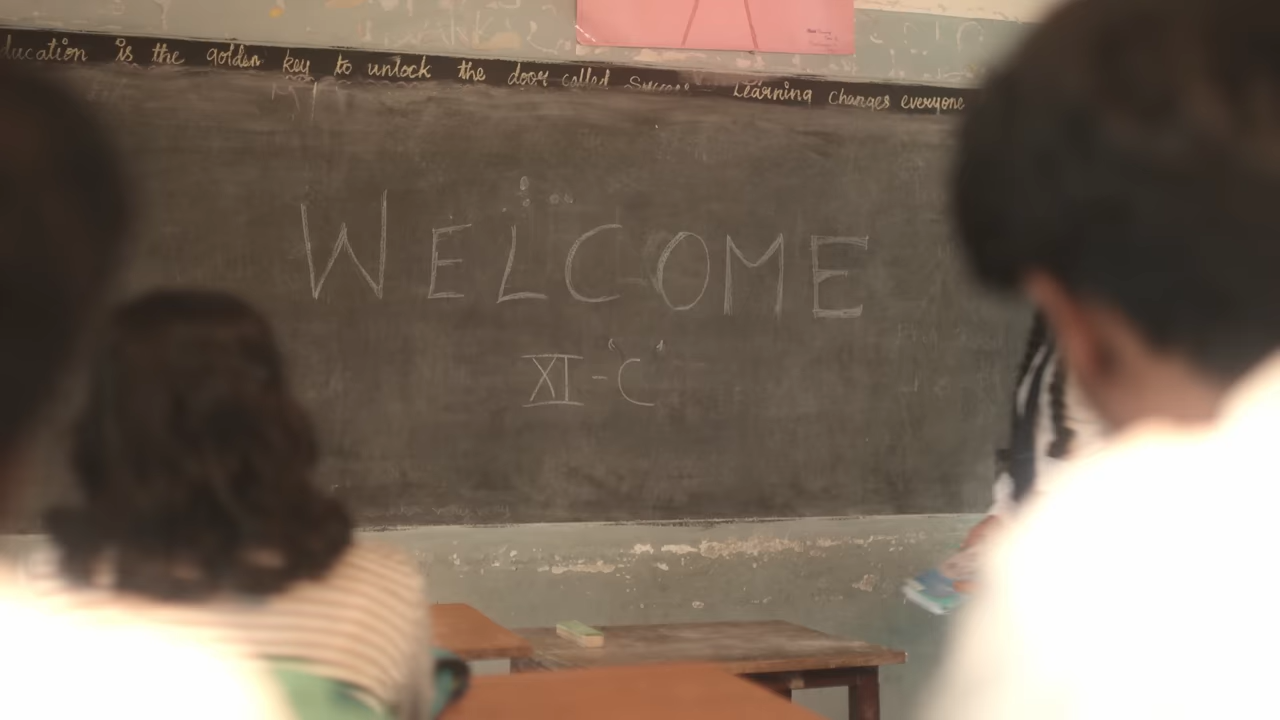 ducation is the golden key to unlock the door called Success Learning changes everyone
WELCOME
XI-"C"